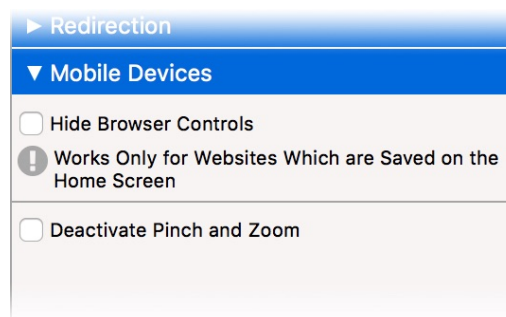 Redirection
Mobile Devices
Hide Browser Controls
Works Only for Websites Which are Saved on the
Home Screen
Deactivate Pinch and Zoom